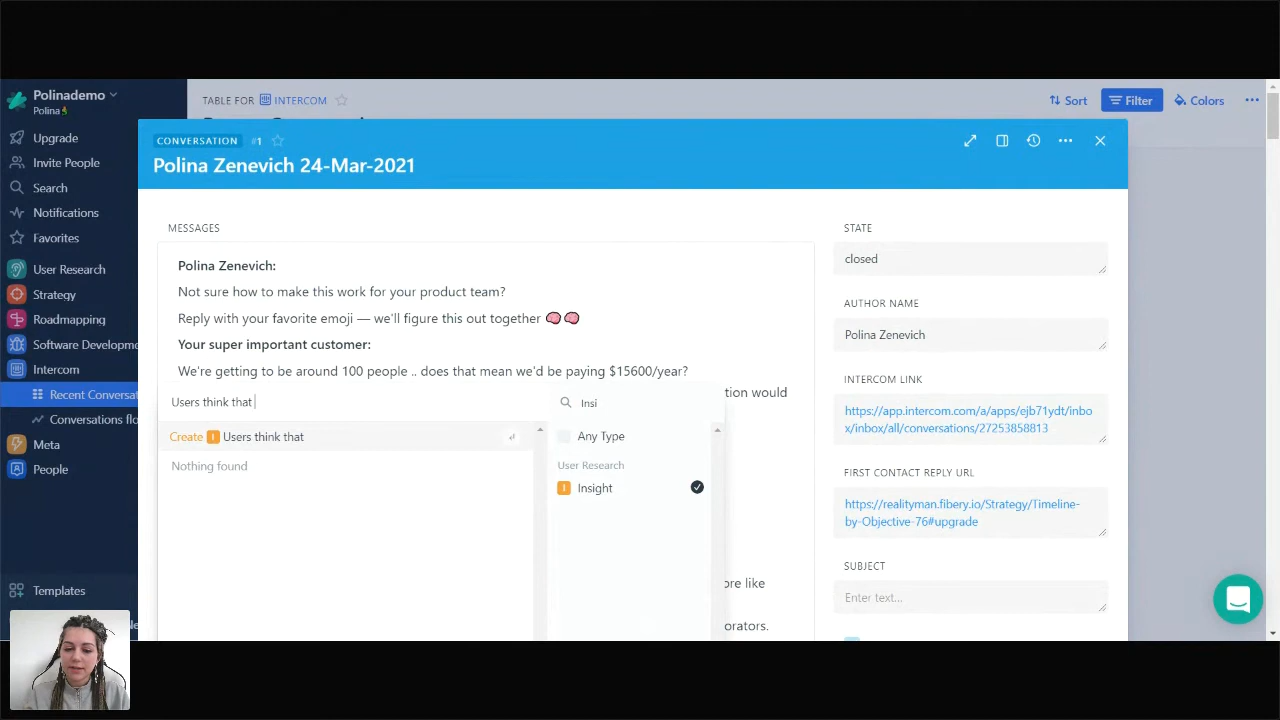 Polinademo
Polina
Upgrade
Invite People
Search
Notifications
Favorites
User Research
Strategy
Roadmapping
Software Developme
Intercom
Recent Conversat
Conversations flo
Meta
People
Templates
TABLE FOR INTERCOM
Sort
Filter
Colors
CONVERSATION #1
Polina Zenevich 24-Mar-2021
MESSAGES
Polina Zenevich:
Not sure how to make this work for your product team?
Reply with your favorite emoji — we'll figure this out together 🧠🧠
Your super important customer:
We're getting to be around 100 people .. does that mean we'd be paying $15600/year?
tion would
Users think that
Create I Users think that
Nothing found
Insi
Any Type
User Research
I Insight
ore like
orators.
STATE
closed
AUTHOR NAME
Polina Zenevich
INTERCOM LINK
https://app.intercom.com/a/apps/ejb71ydt/inbo
x/inbox/all/conversations/27253858813
FIRST CONTACT REPLY URL
https://realityman.fibery.io/Strategy/Timeline-
by-Objective-76#upgrade
SUBJECT
Enter text...